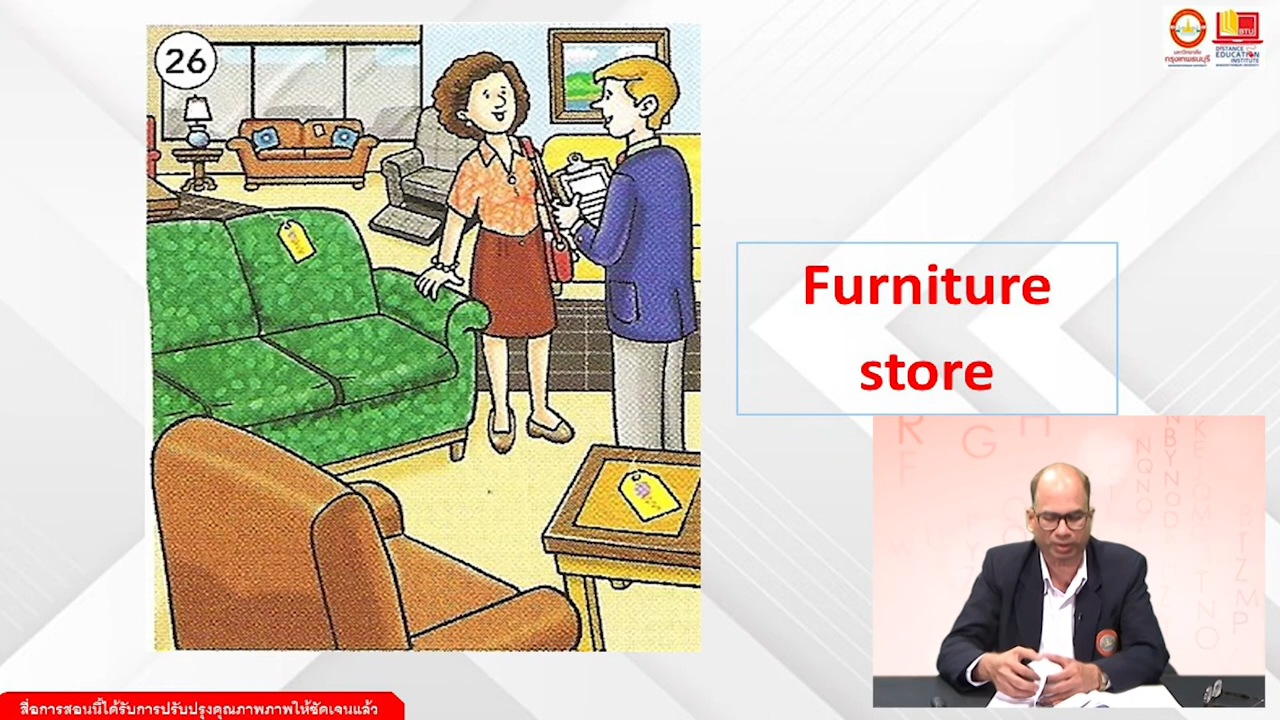 26
มหาวิทยาลัย
กรุงเทพธนบุรี
BTU
DISTANCE
EDUCATION
INSTITUTE
Furniture
store
สื่อการสอนนี้ได้รับการปรับปรุงคุณภาพภาพให้ชัดเจนแล้ว